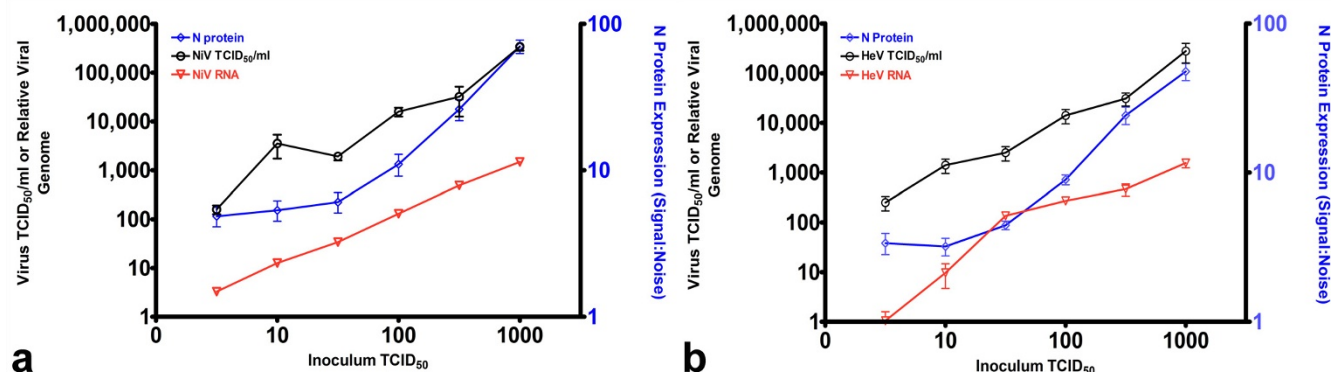 1,000,000
100,000
10,000
1,000
100
10
1
Virus TCID50/ml or Relative Viral
Genome
N protein
NiV TCID50/ml
NiV RNA
100
10
1
N Protein Expression (Signal:Noise)
0 10 100 1000
Inoculum TCID50
a
1,000,000
100,000
10,000
1,000
100
10
1
Virus TCID50/ml or Relative Viral
Genome
N Protein
HeV TCID50/ml
HeV RNA
100
10
1
N Protein Expression (Signal:Noise)
0 10 100 1000
Inoculum TCID50
b